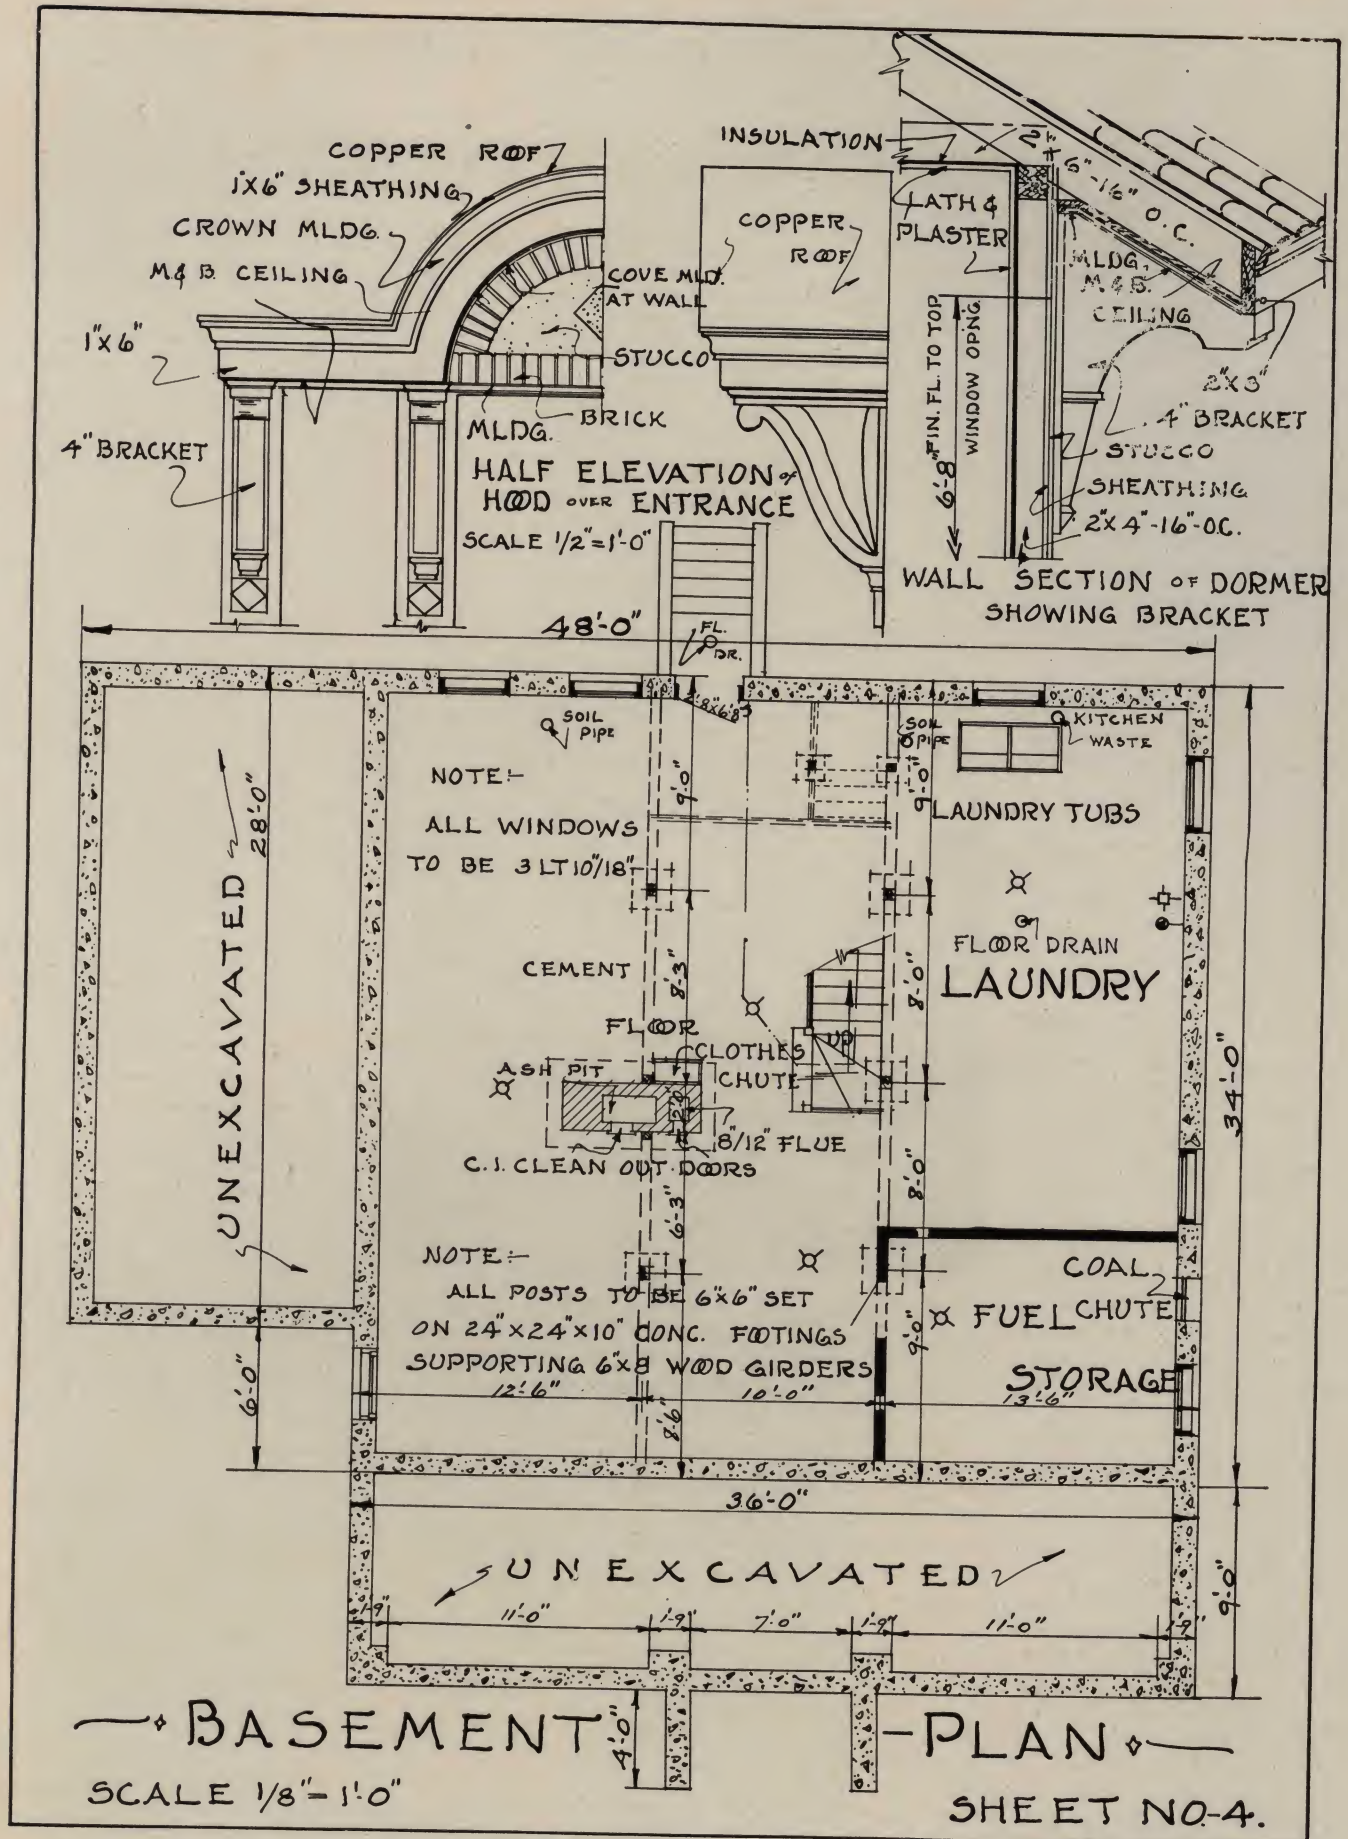 COPPER ROOF
1"X6" SHEATHING
CROWN MLDG.
M&B. CEILING
1"X6"
4" BRACKET
COVE MLD.
AT WALL
STUCCO
BRICK
MLDG.
HALF ELEVATION of
HOOD OVER ENTRANCE
SCALE 1/2"=1'-0"
INSULATION
COPPER
ROOF
LATH &
PLASTER
2"X6"-16" O.C.
MLDG.
M&B.
CEILING
FIN. FL. TO TOP
WINDOW OPNG
6'-8"
2"X3"
4" BRACKET
STUCCO
SHEATHING
2"X4"-16"-O.C.
WALL SECTION OF DORMER
SHOWING BRACKET
48'-0"
FL.
DR.
2'8"X6'8"
SOIL
PIPE
SOIL
PIPE
KITCHEN
WASTE
NOTE:-
ALL WINDOWS
TO BE 3 LT 10"/18"
9'-0"
9'-0"
LAUNDRY TUBS
28'-0"
UNEXCAVATED
CEMENT
FLOOR
8'-3"
8'-0"
FLOOR DRAIN
LAUNDRY
UP
CLOTHES
CHUTE
ASH PIT
2'-0"
8"/12" FLUE
C.I. CLEAN OUT DOORS
34'-0"
6'-3"
8'-0"
NOTE:-
ALL POSTS TO BE 6"X6" SET
ON 24"X24"X10" CONC. FOOTINGS
SUPPORTING 6"X8 WOOD GIRDERS
COAL
CHUTE
FUEL
STORAGE
9'-0"
6'-0"
12'-6"
10'-0"
13'-6"
8'-6"
36'-0"
UNEXCAVATED
9'-0"
1'-9"
11'-0"
1'-9"
7'-0"
1'-9"
11'-0"
1'-9"
4'-0"
BASEMENT PLAN
SCALE 1/8"=1'-0"
SHEET NO-4.